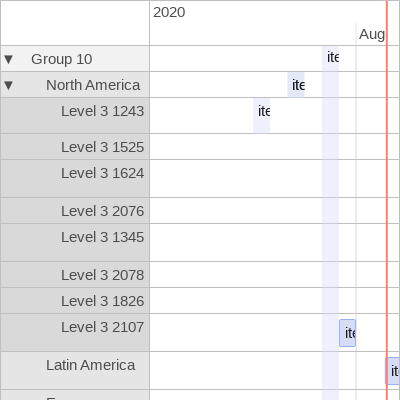 2020
Aug
▼ Group 10 ite
▼ North America ite
Level 3 1243 ite
Level 3 1525
Level 3 1624
Level 3 2076
Level 3 1345
Level 3 2078
Level 3 1826
Level 3 2107 ite
Latin America it